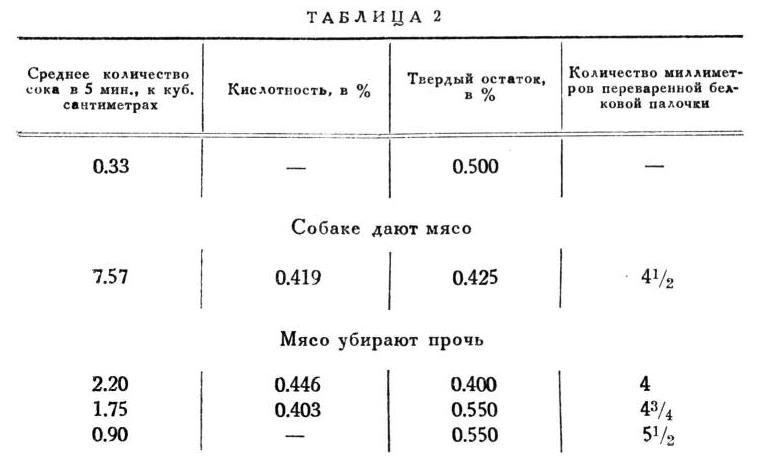 ТАБЛИЦА 2
Среднее количество сока в 5 мин., к куб. сантиметрах | Кислотность, в % | Твердый остаток, в % | Количество миллиметров переваренной белковой палочки
0.33 | — | 0.500 | —
Собаке дают мясо
7.57 | 0.419 | 0.425 | 4 1/2
Мясо убирают прочь
2.20 | 0.446 | 0.400 | 4
1.75 | 0.403 | 0.550 | 4 3/4
0.90 | — | 0.550 | 5 1/2